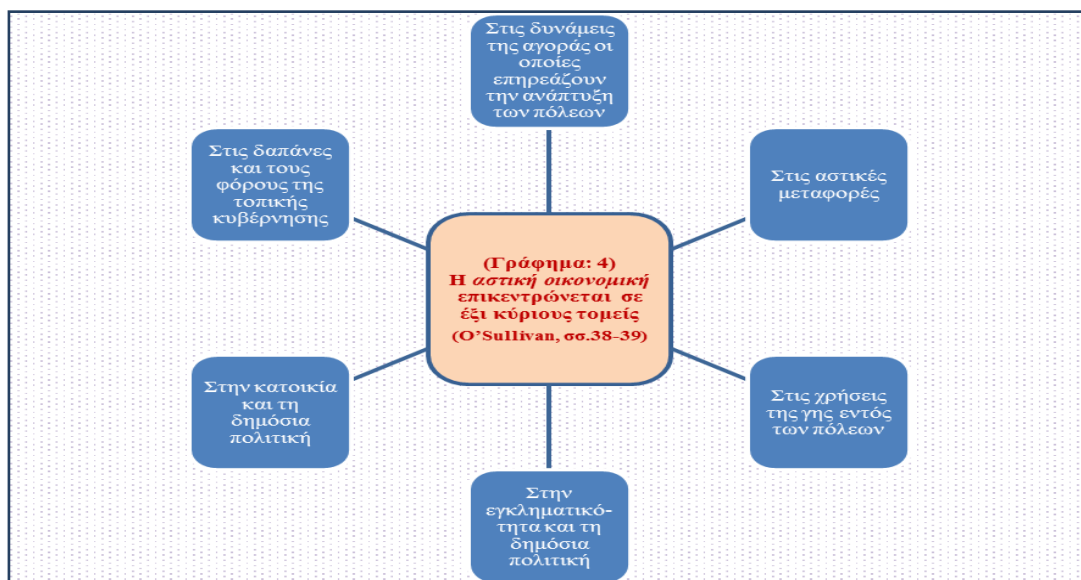 Στις δυνάμεις
της αγοράς οι
οποίες
επηρεάζουν
την ανάπτυξη
των πόλεων
Στις αστικές
μεταφορές
Στις χρήσεις
της γης εντός
των πόλεων
Στην
εγκληματικό-
τητα και τη
δημόσια
πολιτική
Στην κατοικία
και τη
δημόσια
πολιτική
Στις δαπάνες
και τους
φόρους της
τοπικής
κυβέρνησης
(Γράφημα: 4)
Η αστική οικονομική
επικεντρώνεται σε
έξι κύριους τομείς
(O’Sullivan, σσ.38-39)